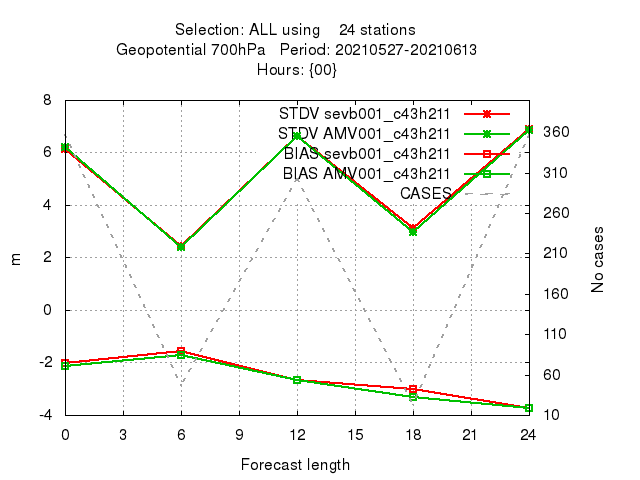 Selection: ALL using 24 stations
Geopotential 700hPa Period: 20210527-20210613
Hours: {00}
STDV sevb001_c43h211
STDV AMV001_c43h211
BIAS sevb001_c43h211
BIAS AMV001_c43h211
CASES
8
6
4
2
0
-2
-4
m
360
310
260
210
160
110
60
10
No cases
0 3 6 9 12 15 18 21 24
Forecast length